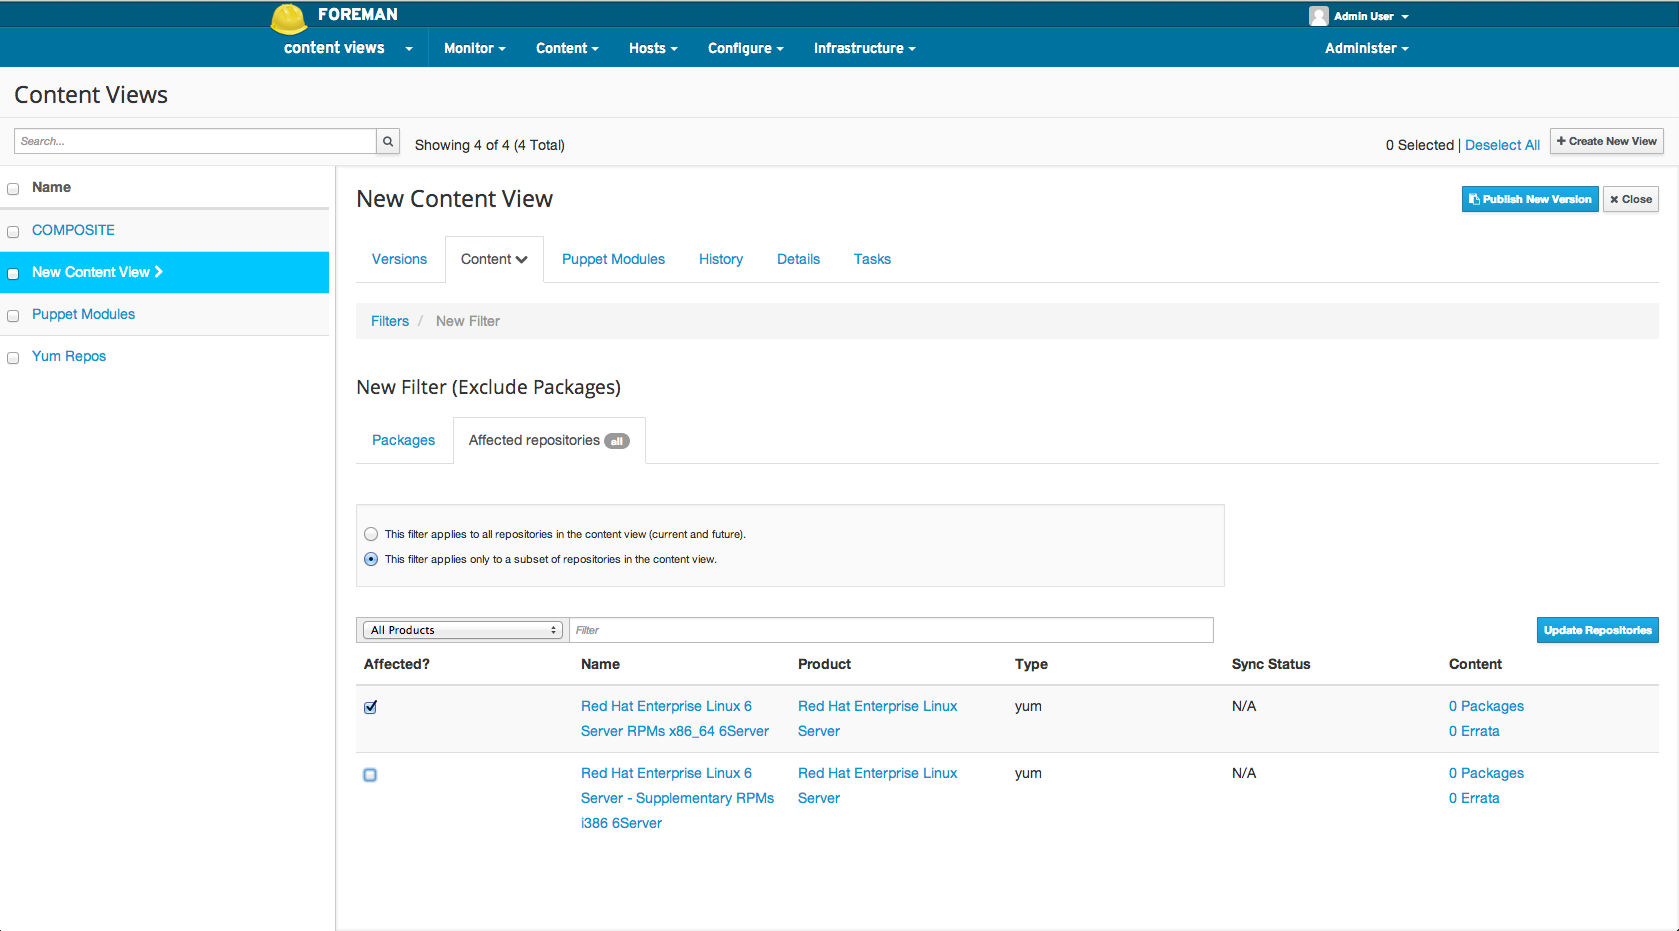 FOREMAN
Admin User
content views
Monitor
Content
Hosts
Configure
Infrastructure
Administer
Content Views
Search...
Showing 4 of 4 (4 Total)
0 Selected | Deselect All
Create New View
Name
COMPOSITE
New Content View
Puppet Modules
Yum Repos
New Content View
Publish New Version
Close
Versions
Content
Puppet Modules
History
Details
Tasks
Filters / New Filter
New Filter (Exclude Packages)
Packages
Affected repositories all
This filter applies to all repositories in the content view (current and future).
This filter applies only to a subset of repositories in the content view.
All Products
Filter
Update Repositories
Affected? Name Product Type Sync Status Content
Red Hat Enterprise Linux 6 Red Hat Enterprise Linux yum N/A 0 Packages
Server RPMs x86_64 6Server Server 0 Errata
Red Hat Enterprise Linux 6 Red Hat Enterprise Linux yum N/A 0 Packages
Server - Supplementary RPMs Server 0 Errata
i386 6Server